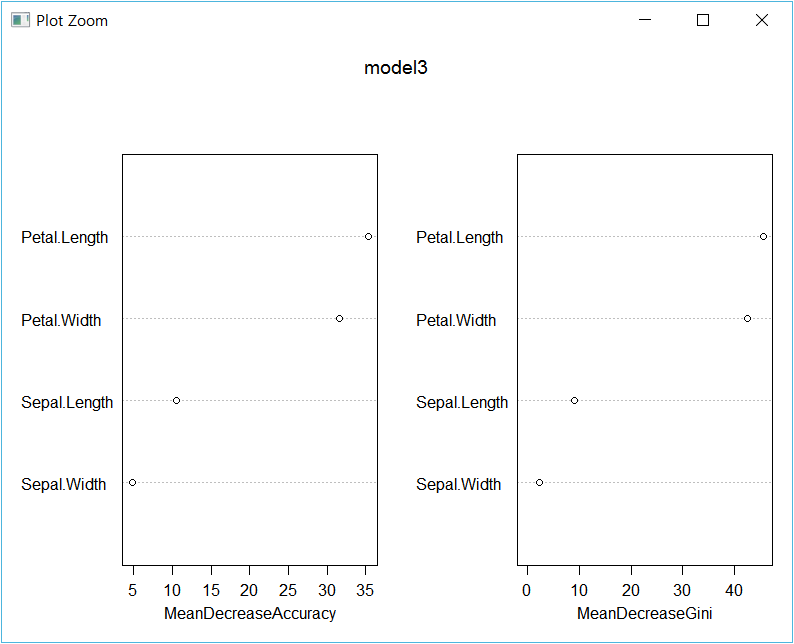 Plot Zoom
model3
Petal.Length
Petal.Width
Sepal.Length
Sepal.Width
5 10 15 20 25 30 35
MeanDecreaseAccuracy
Petal.Length
Petal.Width
Sepal.Length
Sepal.Width
0 10 20 30 40
MeanDecreaseGini